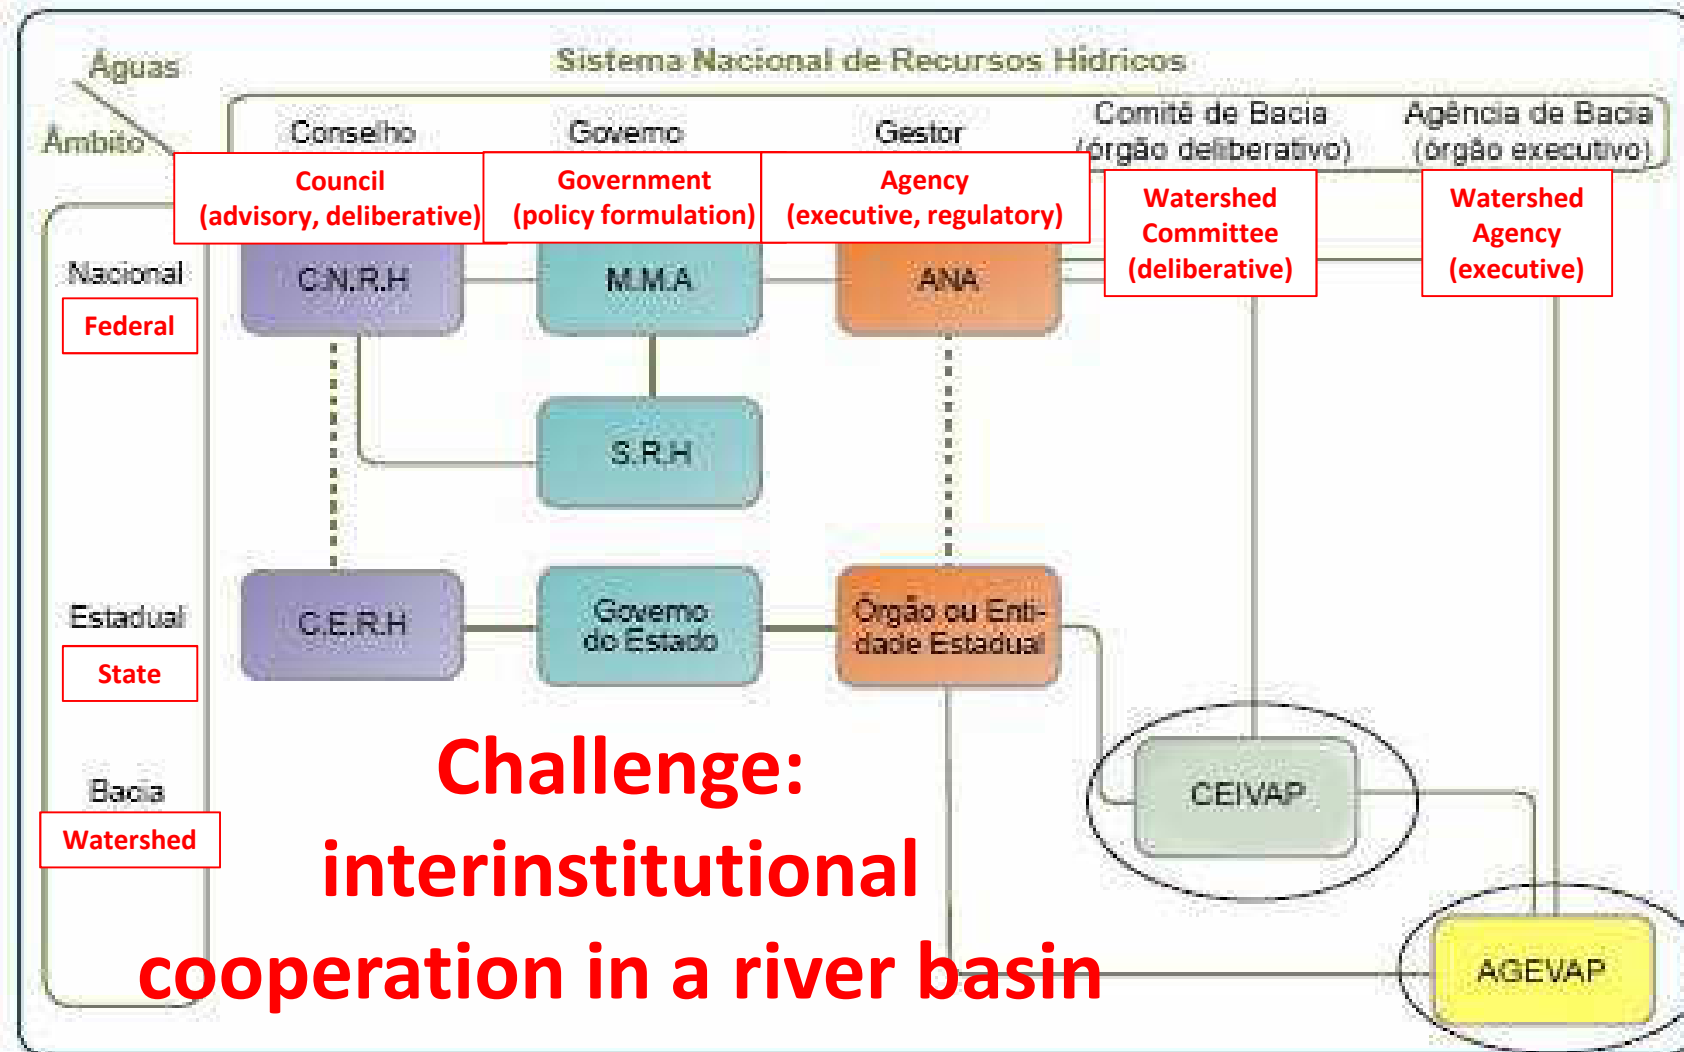 Sistema Nacional de Recursos Hídricos
Águas
Âmbito
Conselho
Governo
Gestor
Comitê de Bacia
(órgão deliberativo)
Agência de Bacia
(órgão executivo)
Council
(advisory, deliberative)
Government
(policy formulation)
Agency
(executive, regulatory)
Watershed
Committee
(deliberative)
Watershed
Agency
(executive)
Nacional
Federal
C.N.R.H
M.M.A
ANA
S.R.H
Estadual
State
C.E.R.H
Governo
do Estado
Órgão ou Enti-
dade Estadual
Bacia
Watershed
Challenge:
interinstitutional
cooperation in a river basin
CEIVAP
AGEVAP